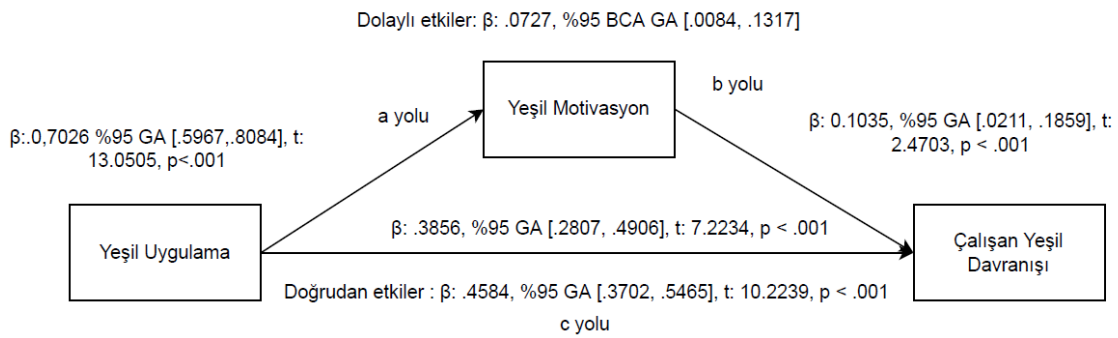 Dolaylı etkiler: β: .0727, %95 BCA GA [.0084, .1317]
Yeşil Motivasyon
b yolu
a yolu
β:.0,7026 %95 GA [.5967,.8084], t:
13.0505, p<.001
β: 0.1035, %95 GA [.0211, .1859], t:
2.4703, p < .001
Yeşil Uygulama
β: .3856, %95 GA [.2807, .4906], t: 7.2234, p < .001
Çalışan Yeşil
Davranışı
Doğrudan etkiler : β: .4584, %95 GA [.3702, .5465], t: 10.2239, p < .001
c yolu